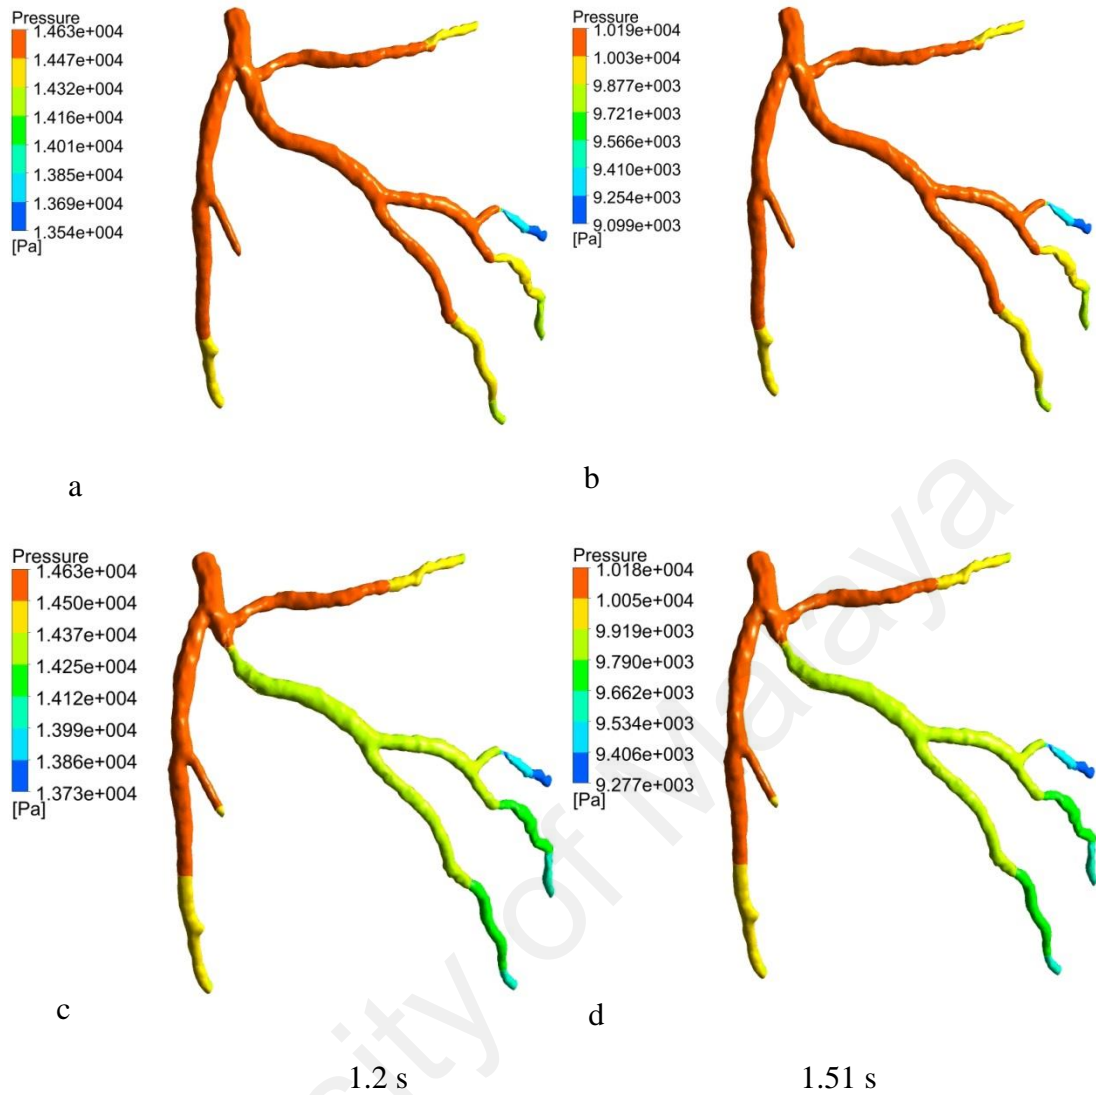 Pressure
1.463e+004
1.447e+004
1.432e+004
1.416e+004
1.401e+004
1.385e+004
1.369e+004
1.354e+004
[Pa]
a
Pressure
1.019e+004
1.003e+004
9.877e+003
9.721e+003
9.566e+003
9.410e+003
9.254e+003
9.099e+003
[Pa]
b
Pressure
1.463e+004
1.450e+004
1.437e+004
1.425e+004
1.412e+004
1.399e+004
1.386e+004
1.373e+004
[Pa]
c
Pressure
1.018e+004
1.005e+004
9.919e+003
9.790e+003
9.662e+003
9.534e+003
9.406e+003
9.277e+003
[Pa]
d
1.2 s
1.51 s
sity of Malaya